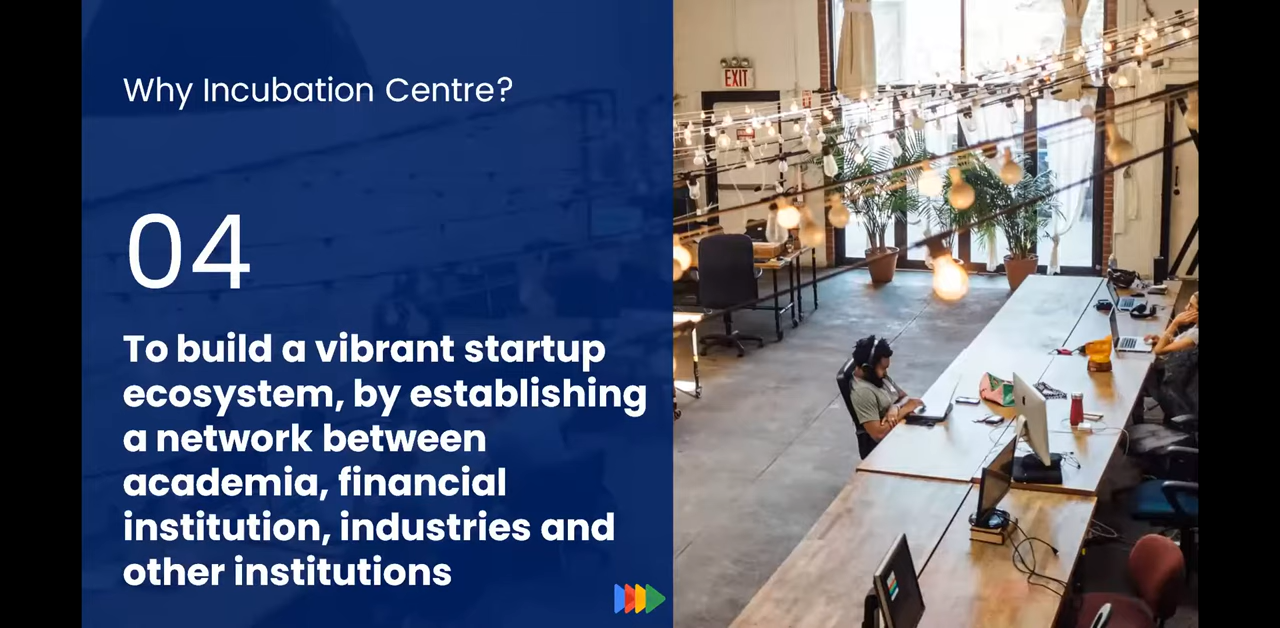 Why Incubation Centre?
EXIT
04
To build a vibrant startup
ecosystem, by establishing
a network between
academia, financial
institution, industries and
other institutions